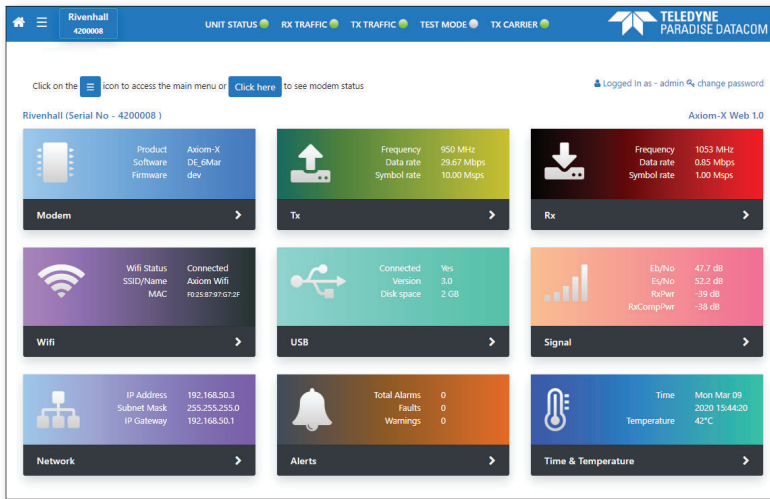 Rivenhall
4200008
UNIT STATUS RX TRAFFIC TX TRAFFIC TEST MODE TX CARRIER
TELEDYNE
PARADISE DATACOM
Click on the icon to access the main menu or Click here to see modem status
Logged In as - admin change password
Rivenhall (Serial No - 4200008 )
Axiom-X Web 1.0
Product Axiom-X
Software DE_6Mar
Firmware dev
Modem
Frequency 950 MHz
Data rate 29.67 Mbps
Symbol rate 10.00 Msps
Tx
Frequency 1053 MHz
Data rate 0.85 Mbps
Symbol rate 1.00 Msps
Rx
Wifi Status Connected
SSID/Name Axiom Wifi
MAC F0:25:87:97:G7:2F
Wifi
Connected Yes
Version 3.0
Disk space 2 GB
USB
Eb/No 47.7 dB
Es/No 52.2 dB
RxPwr -39 dB
RxCompPwr -38 dB
Signal
IP Address 192.168.50.3
Subnet Mask 255.255.255.0
IP Gateway 192.168.50.1
Network
Total Alarms 0
Faults 0
Warnings 0
Alerts
Time Mon Mar 09
2020 15:44:20
Temperature 42°C
Time & Temperature